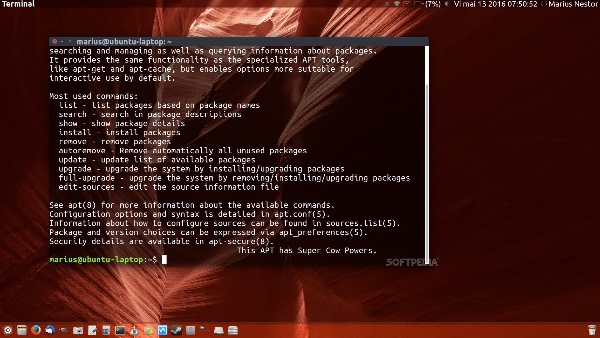 Terminal
(7%) Vi mai 13 2016 07:50:52 Marius Nestor
marius@ubuntu-laptop: ~
searching and managing as well as querying information about packages.
It provides the same functionality as the specialized APT tools,
like apt-get and apt-cache, but enables options more suitable for
interactive use by default.
Most used commands:
list - list packages based on package names
search - search in package descriptions
show - show package details
install - install packages
remove - remove packages
autoremove - Remove automatically all unused packages
update - update list of available packages
upgrade - upgrade the system by installing/upgrading packages
full-upgrade - upgrade the system by removing/installing/upgrading packages
edit-sources - edit the source information file
See apt(8) for more information about the available commands.
Configuration options and syntax is detailed in apt.conf(5).
Information about how to configure sources can be found in sources.list(5).
Package and version choices can be expressed via apt_preferences(5).
Security details are available in apt-secure(8).
This APT has Super Cow Powers.
marius@ubuntu-laptop:~$
SOFTPEDIA